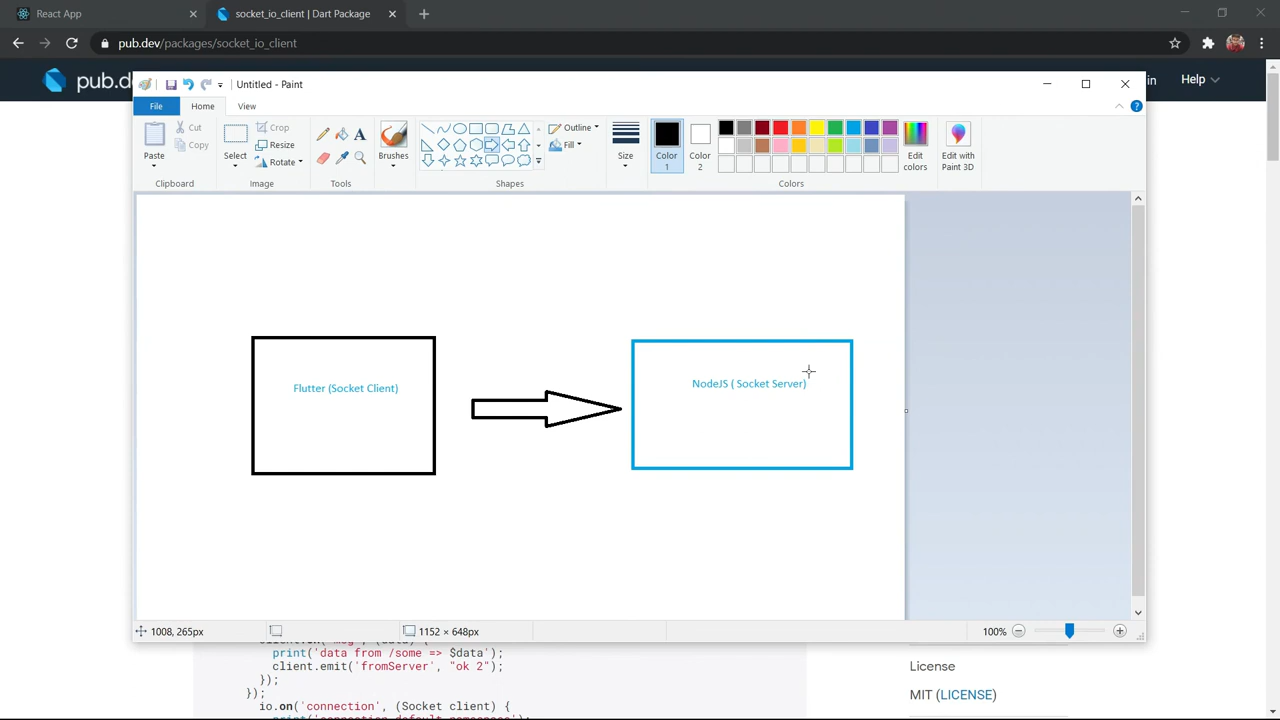 React App
socket_io_client | Dart Package
pub.dev/packages/socket_io_client
pub.d
in
Help
Untitled - Paint
File
Home
View
Paste
Cut
Copy
Clipboard
Select
Crop
Resize
Rotate
Image
Tools
Brushes
Outline
Fill
Shapes
Size
Color 1
Color 2
Edit colors
Edit with Paint 3D
Colors
Flutter (Socket Client)
NodeJS ( Socket Server)
1008, 265px
1152 × 648px
100%
print('data from /some => $data');
client.emit('fromServer', "ok 2");
});
});
io.on('connection', (Socket client) {
License
MIT (LICENSE)